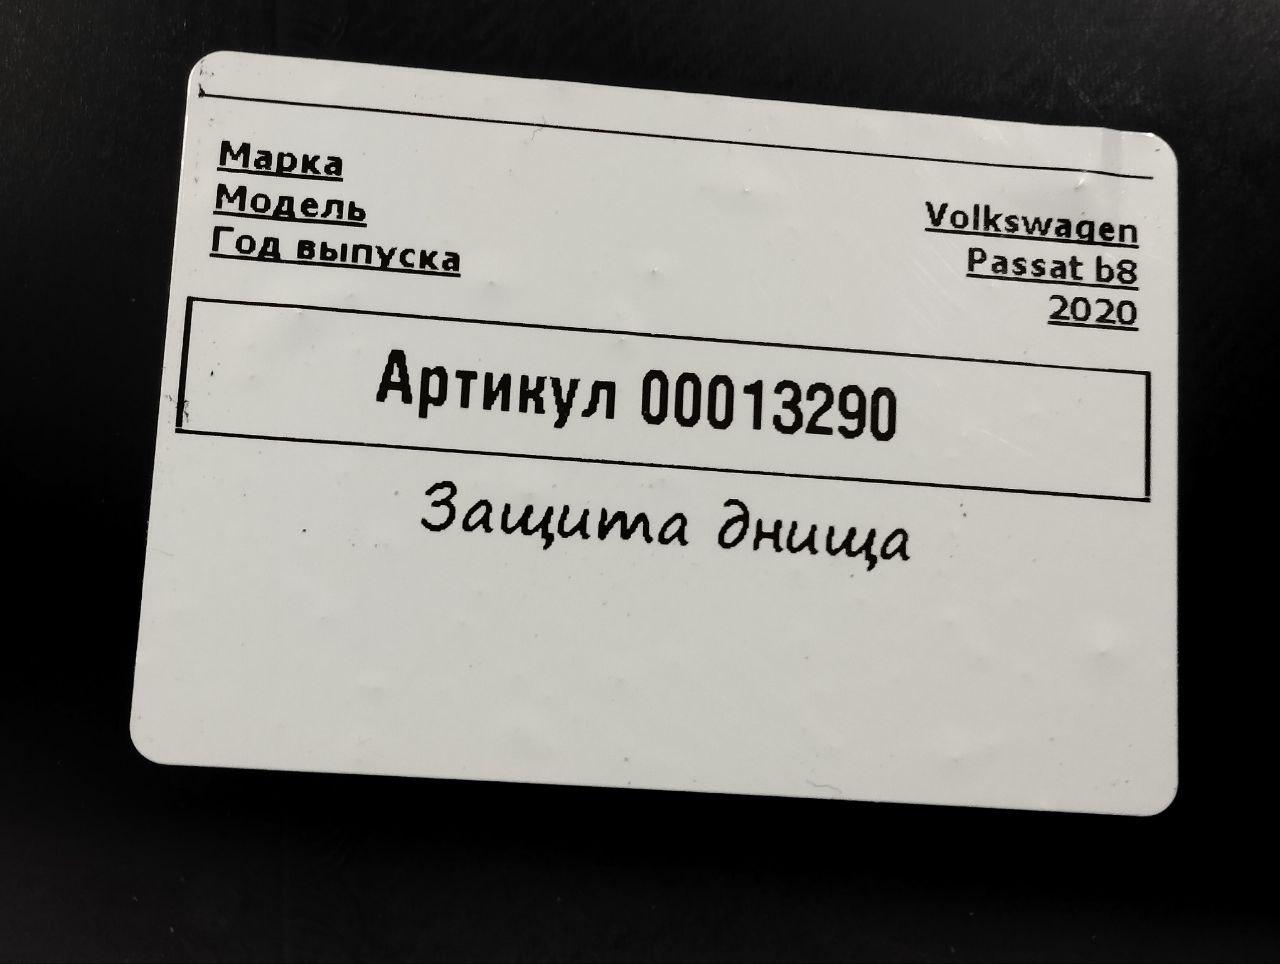 Марка
Модель
Год выпуска
Volkswagen
Passat b8
2020
Артикул 00013290
Защита днища